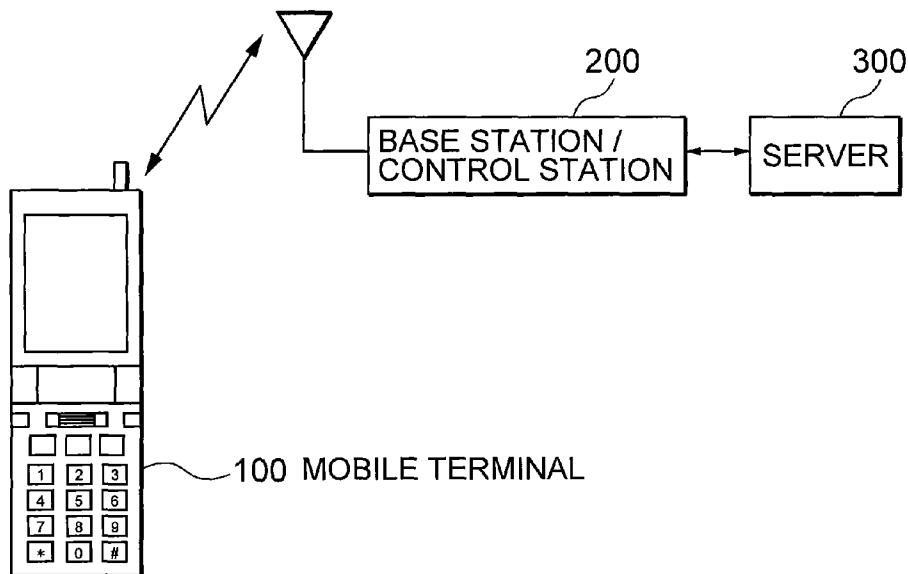 200
300
BASE STATION /
CONTROL STATION
SERVER
100 MOBILE TERMINAL
1 2 3
4 5 6
7 8 9
* 0 #